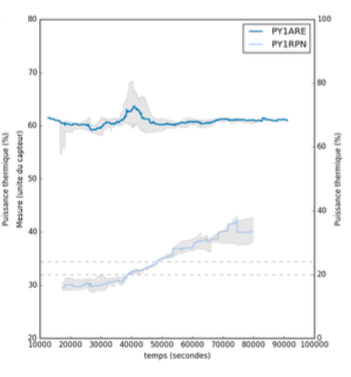 80
100
PY1ARE
PY1RPN
70
80
60
60
50
40
40
30
20
20
0
10000 20000 30000 40000 50000 60000 70000 80000 90000 100000
temps (secondes)
Puissance thermique (%)
Mesure (unite du capteur)
Puissance thermique (%)